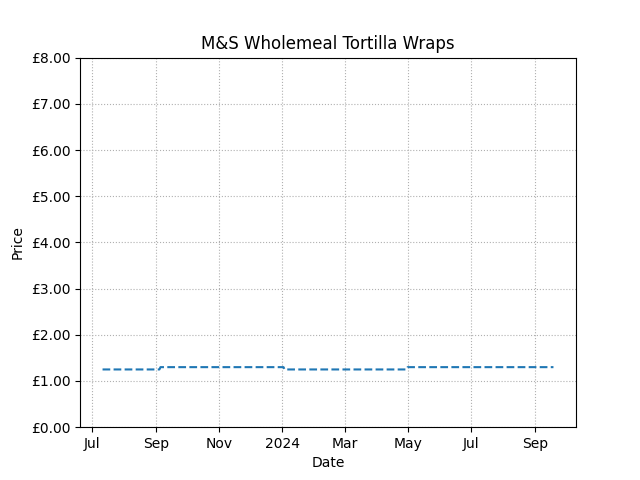 M&S Wholemeal Tortilla Wraps
£8.00
£7.00
£6.00
£5.00
£4.00
£3.00
£2.00
£1.00
£0.00
Price
Jul Sep Nov 2024 Mar May Jul Sep
Date